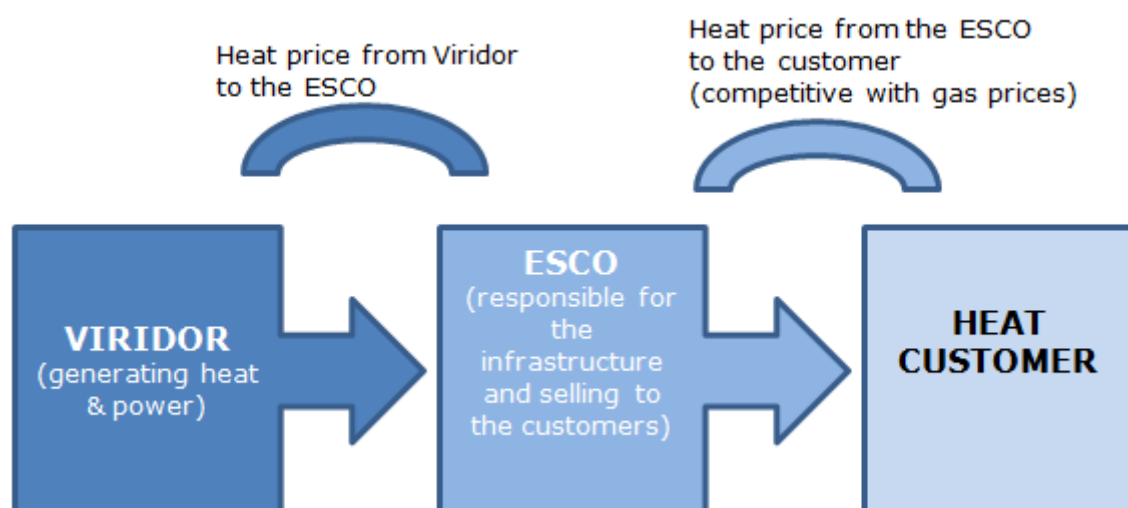 Heat price from Viridor
to the ESCO
Heat price from the ESCO
to the customer
(competitive with gas prices)
VIRIDOR
(generating heat
& power)
ESCO
(responsible for
the
infrastructure
and selling to
the customers)
HEAT
CUSTOMER